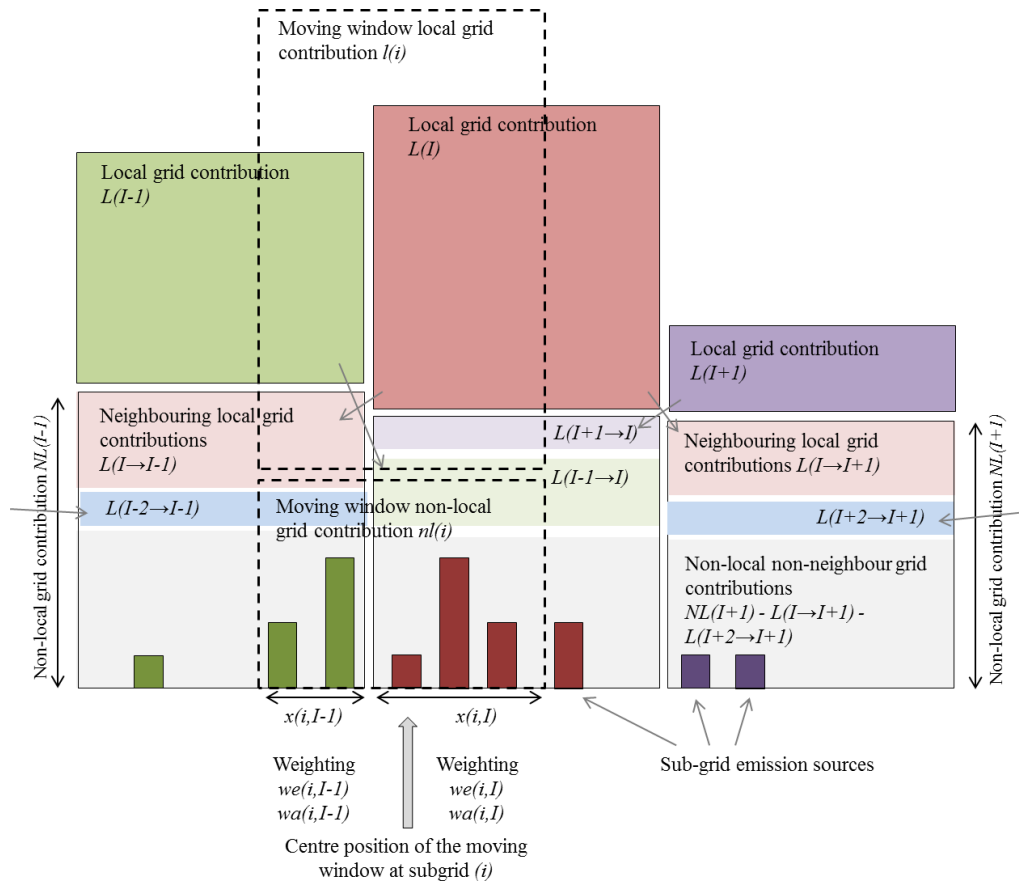 Moving window local grid
contribution l(i)
Local grid contribution
L(I-1)
Local grid contribution
L(I)
Local grid contribution
L(I+1)
Non-local grid contribution NL(I-1)
Neighbouring local grid
contributions
L(I→I-1)
L(I-2→I-1)
L(I+1→I)
L(I-1→I)
Moving window non-local
grid contribution nl(i)
Neighbouring local grid
contributions L(I→I+1)
L(I+2→I+1)
Non-local non-neighbour grid
contributions
NL(I+1) - L(I→I+1) -
L(I+2→I+1)
Non-local grid contribution NL(I+1)
x(i,I-1)
x(i,I)
Weighting
we(i,I-1)
wa(i,I-1)
Weighting
we(i,I)
wa(i,I)
Sub-grid emission sources
Centre position of the moving
window at subgrid (i)